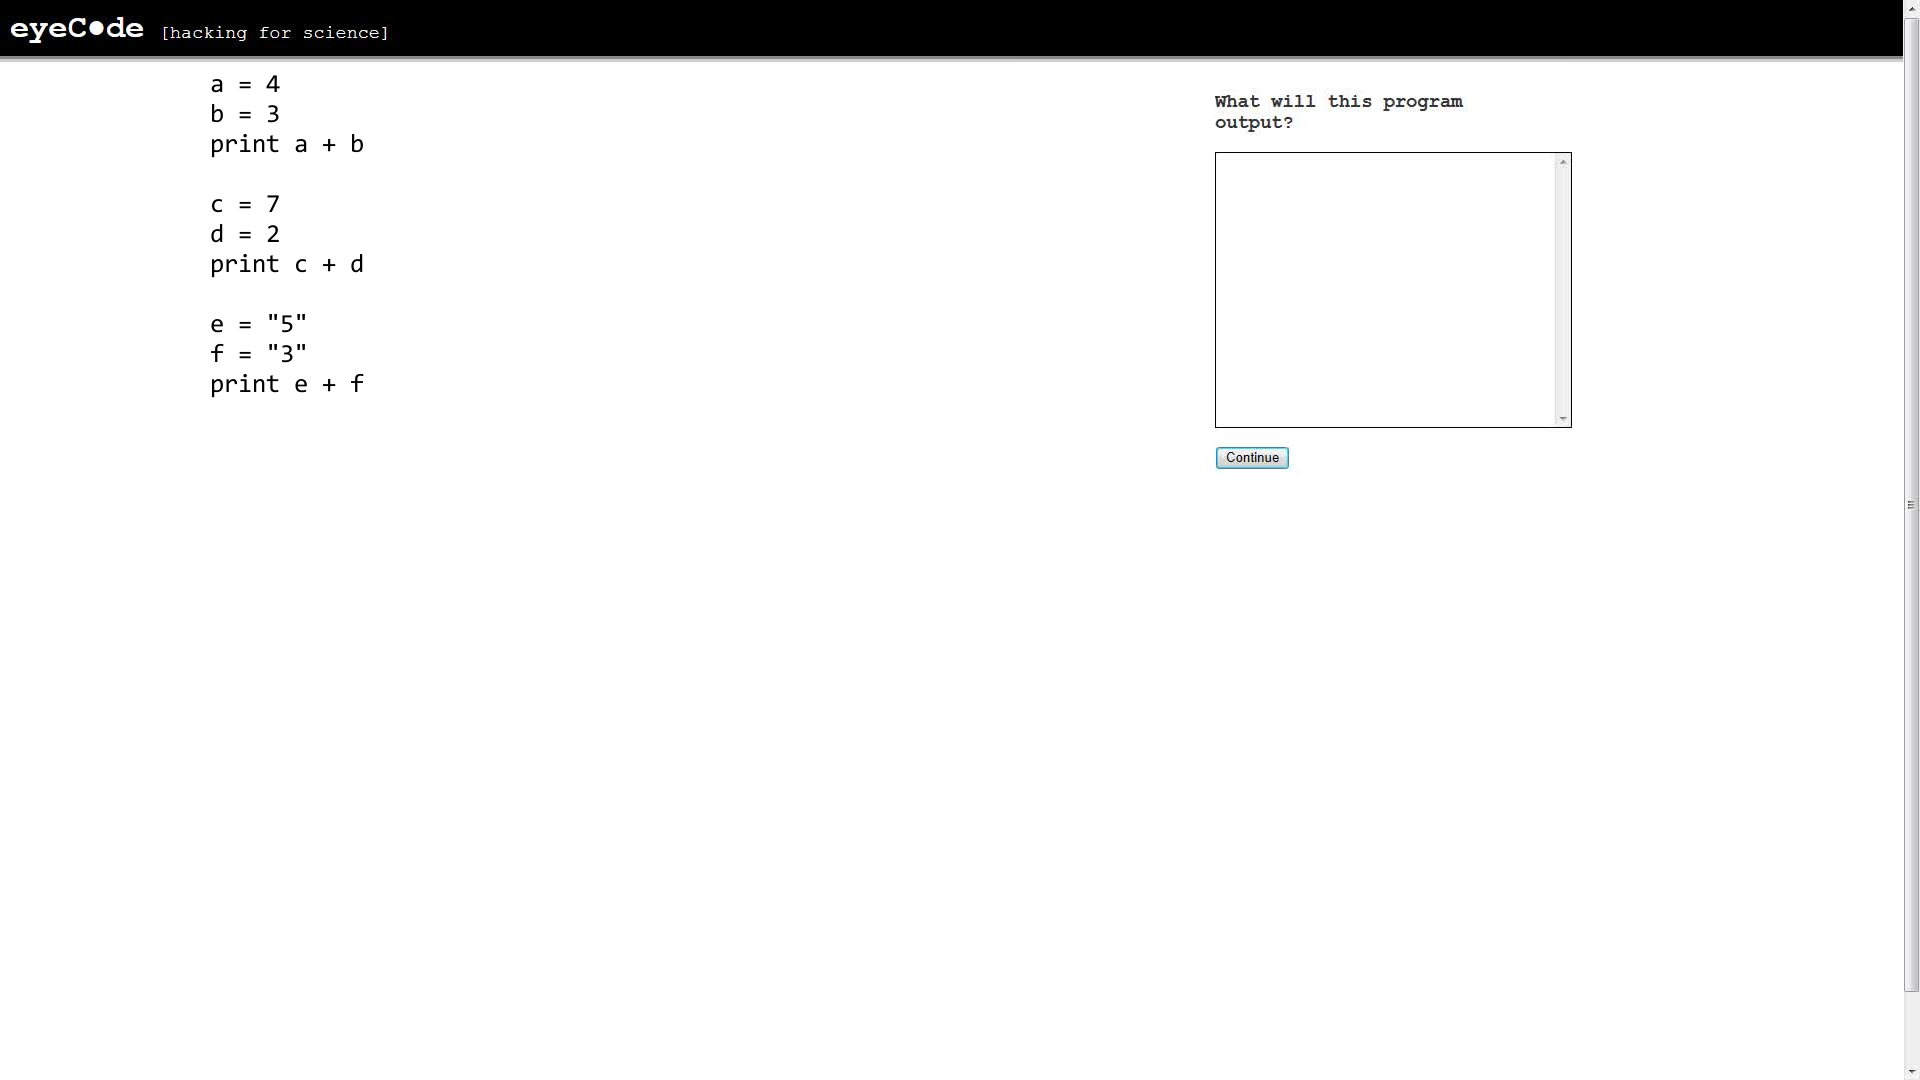 eyeC●de [hacking for science]
a = 4
b = 3
print a + b
c = 7
d = 2
print c + d
e = "5"
f = "3"
print e + f
What will this program
output?
Continue